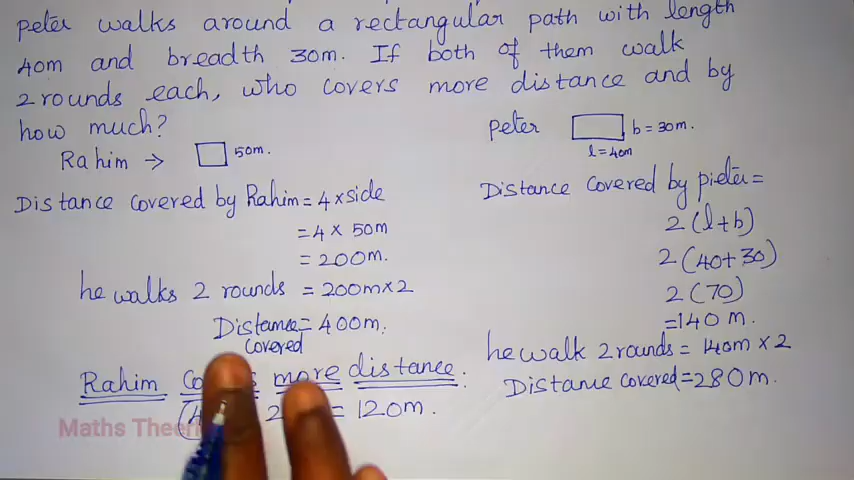 Peter walks around a rectangular path with length
40m and breadth 30m. If both of them walk
2 rounds each, who covers more distance and by
how much?
Rahim → 50m.
Distance covered by Rahim = 4 × side
= 4 × 50m
= 200m.
he walks 2 rounds = 200m×2
Distance = 400m.
covered
Rahim more distance:
= 120m.
Peter b = 30m.
l = 40m
Distance covered by pieter =
2 (l+b)
2 (40+30)
2 (70)
=140 m.
he walk 2 rounds = 140m × 2
Distance covered = 280m.
Maths